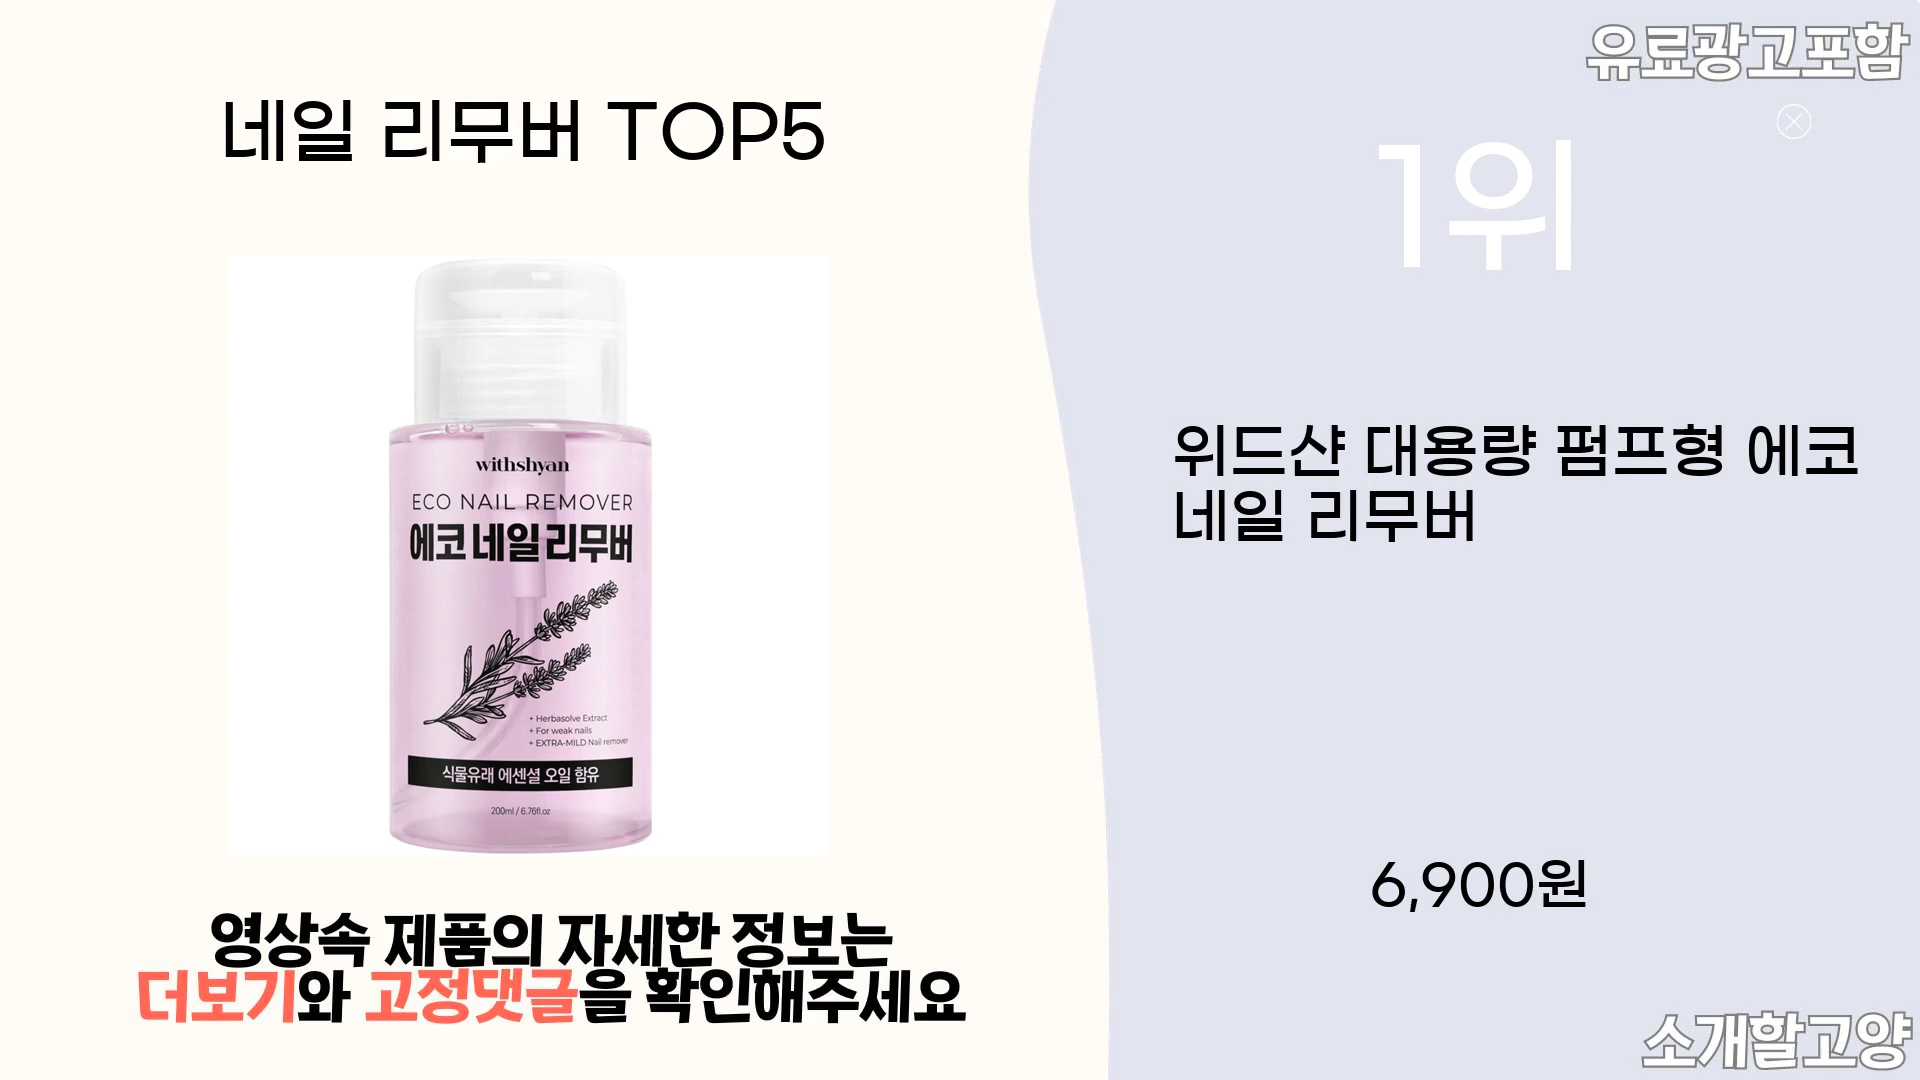 유료광고포함
네일 리무버 TOP5
1위
withshyan
ECO NAIL REMOVER
에코 네일 리무버
+ Herbasolve Extract
+ For weak nails
+ EXTRA-MILD Nail remover
식물유래 에센셜 오일 함유
200ml / 6.76fl.oz
위드샨 대용량 펌프형 에코
네일 리무버
6,900원
영상속 제품의 자세한 정보는
더보기와 고정댓글을 확인해주세요
소개할고양